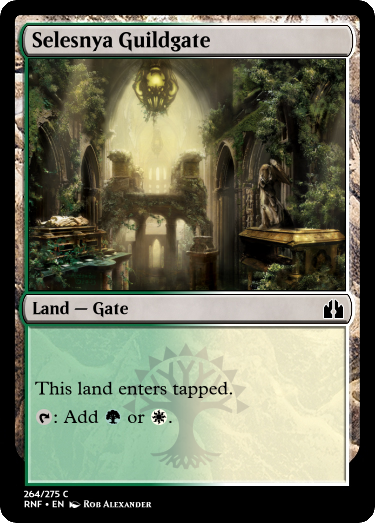 Selesnya Guildgate
Land — Gate
This land enters tapped.
: Add or .
264/275 C
RNF • EN Rob Alexander